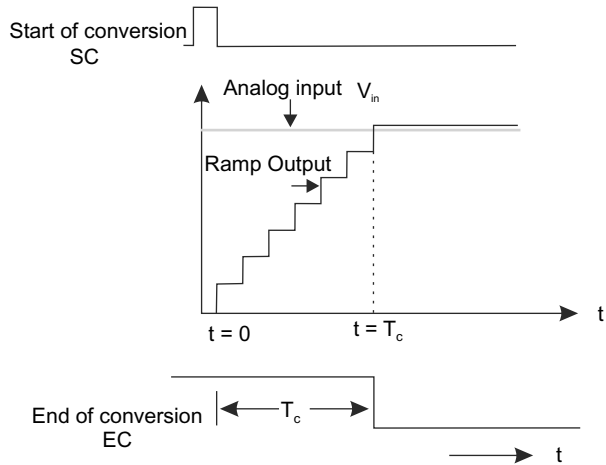 Start of conversion
SC
Analog input V_in
Ramp Output
t
t = 0
t = T_c
End of conversion
EC
T_c
t